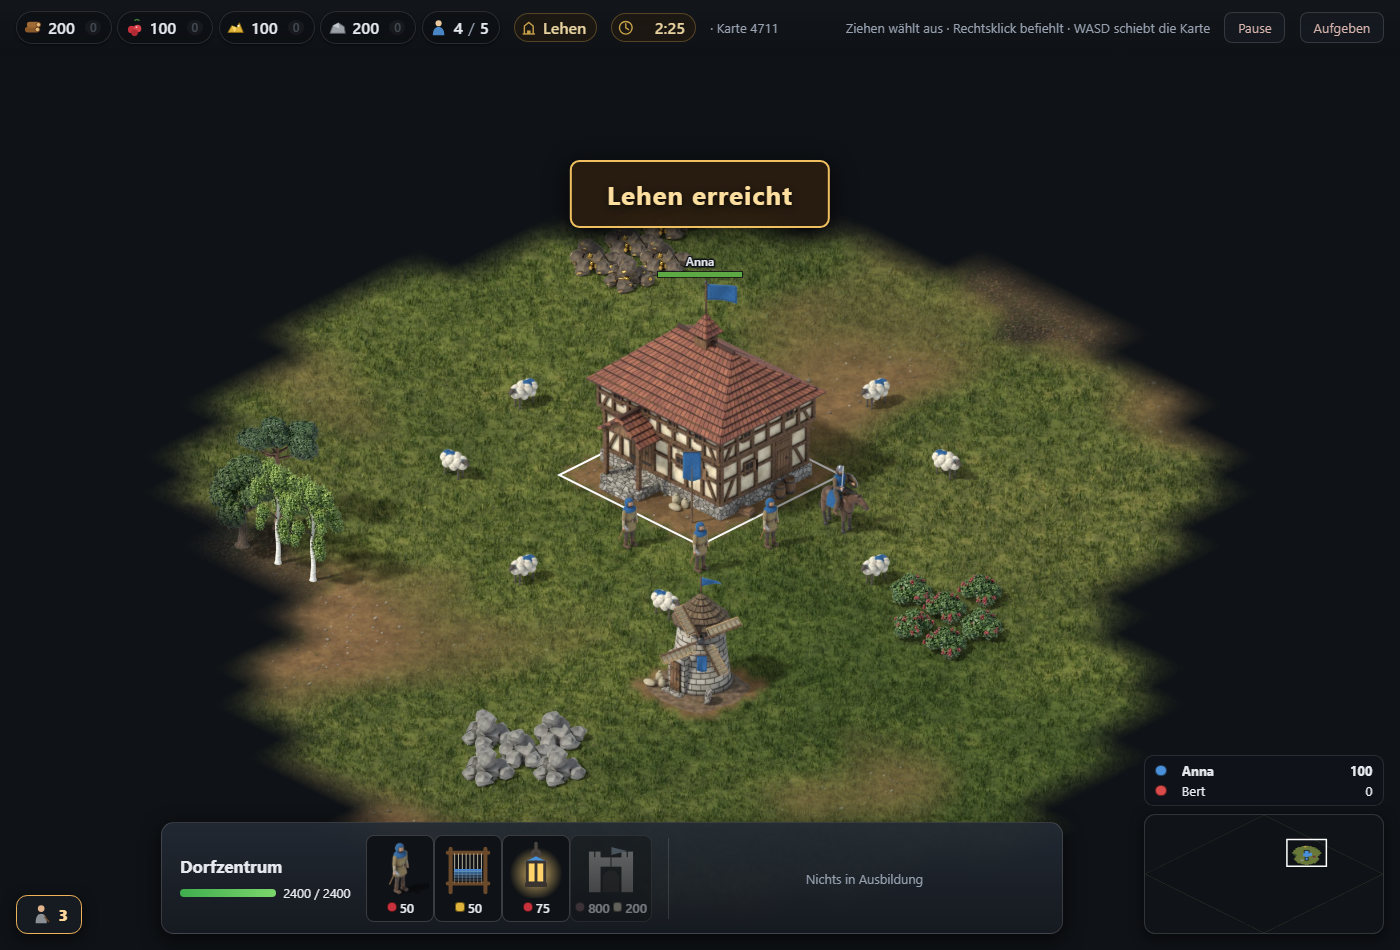 200 0 100 0 100 0 200 0 4 / 5 Lehen 2:25 · Karte 4711 Ziehen wählt aus · Rechtsklick befiehlt · WASD schiebt die Karte Pause Aufgeben
Lehen erreicht
Anna
Anna 100
Bert 0
Dorfzentrum
2400 / 2400
50 50 75 800 200
Nichts in Ausbildung
3